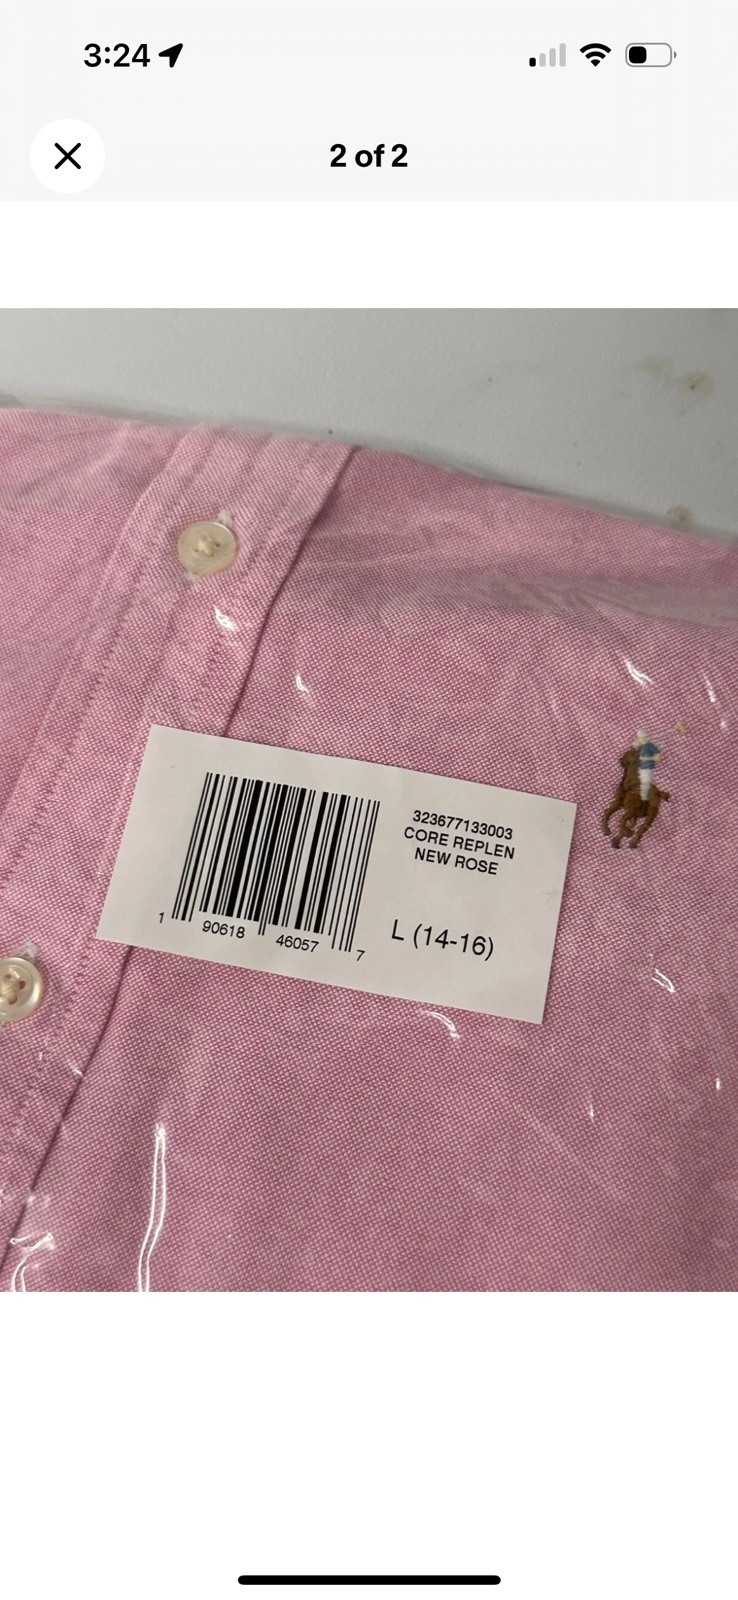 3:24
2 of 2
323677133003
CORE REPLEN
NEW ROSE
1 90618 46057 7
L (14-16)